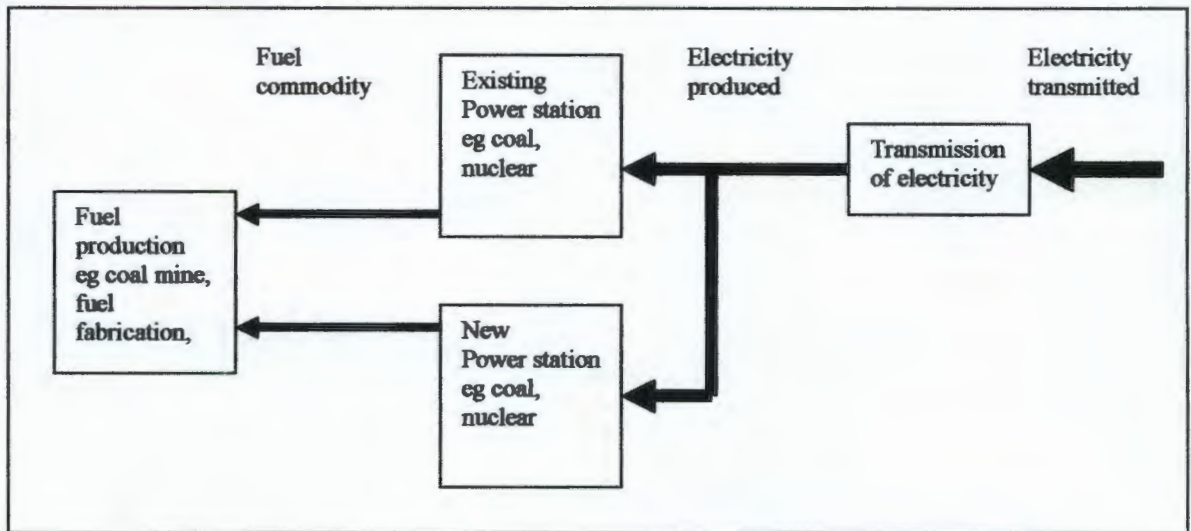 Fuel
commodity
Existing
Power station
eg coal,
nuclear
Electricity
produced
Electricity
transmitted
Transmission
of electricity
Fuel
production
eg coal mine,
fuel
fabrication,
New
Power station
eg coal,
nuclear